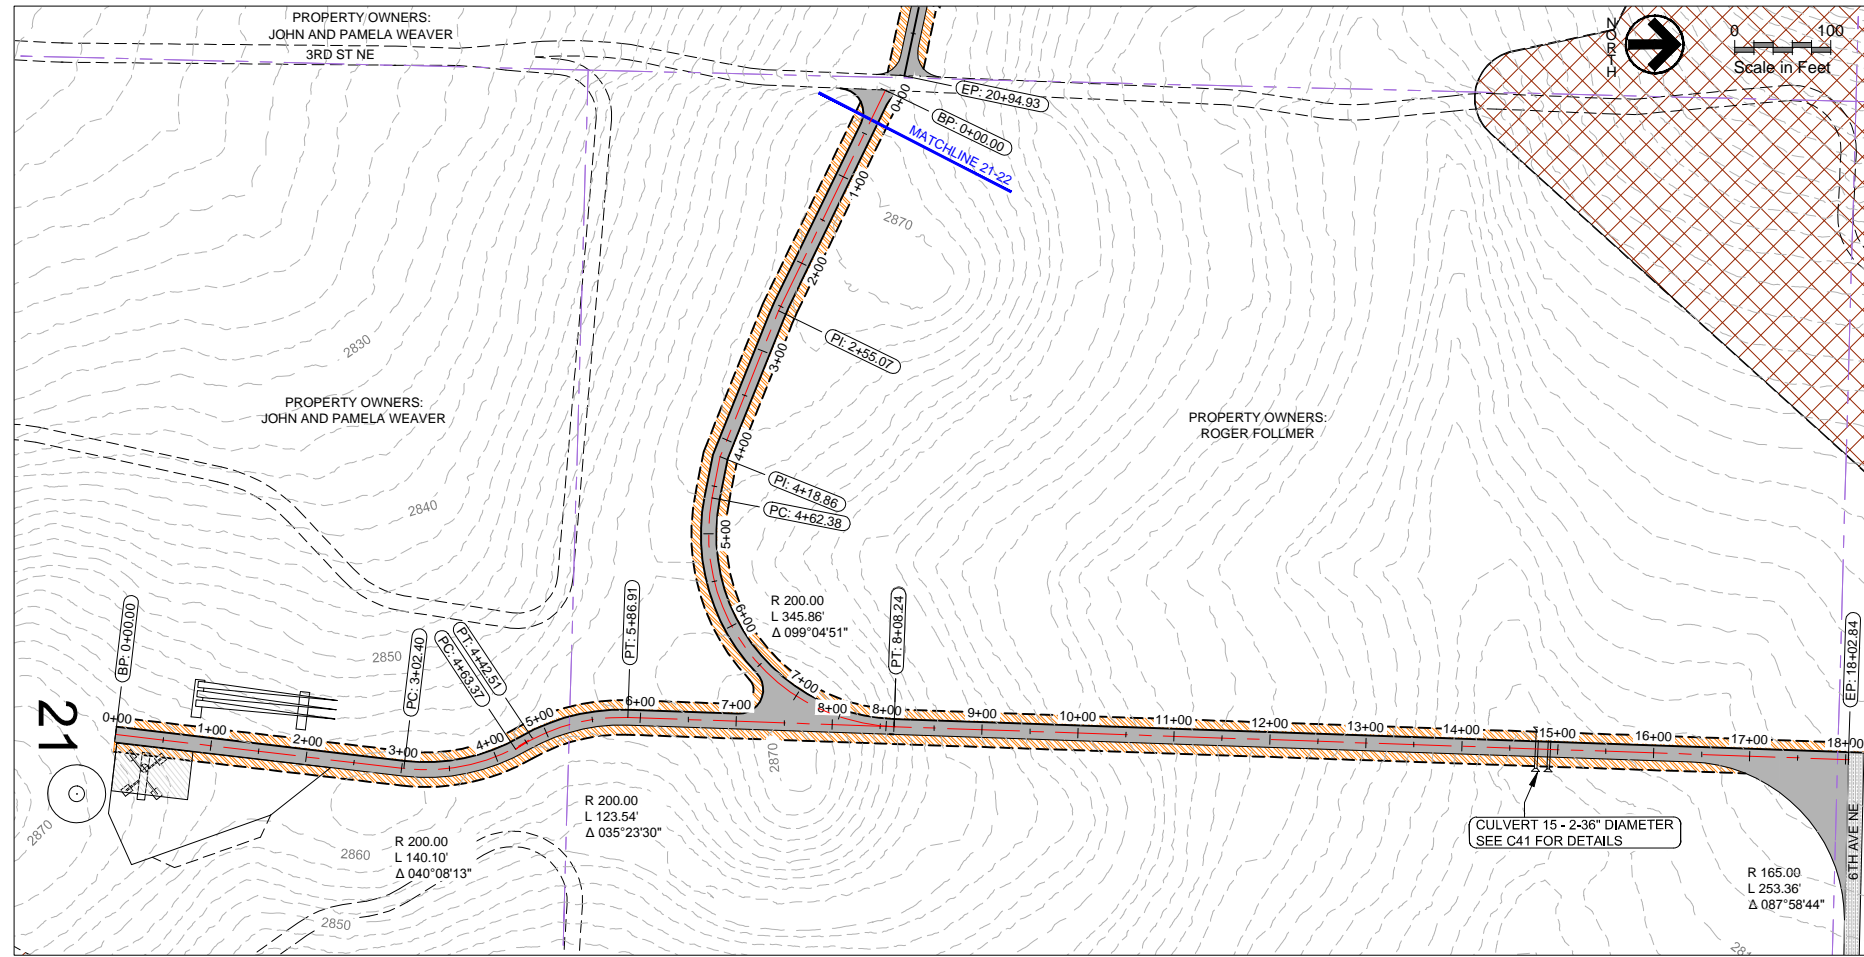 PROPERTY OWNERS:
JOHN AND PAMELA WEAVER
3RD ST NE
NORTH
0 100
Scale in Feet
EP: 20+94.93
BP: 0+00.00
MATCHLINE 21-22
0+00
1+00
2+00
3+00
4+00
5+00
6+00
7+00
8+00
2870
PI: 2+55.07
2830
PROPERTY OWNERS:
JOHN AND PAMELA WEAVER
PROPERTY OWNERS:
ROGER FOLLMER
PI: 4+18.86
PC: 4+62.38
2840
R 200.00
L 345.86'
Δ 099°04'51"
BP: 0+00.00
2850
PC: 3+02.40
PT: 4+42.51
PC: 4+63.37
PT: 5+86.91
PT: 8+08.24
EP: 18+02.84
21
0+00
1+00
2+00
3+00
4+00
5+00
6+00
7+00
8+00
9+00
10+00
11+00
12+00
13+00
14+00
15+00
16+00
17+00
18+00
2870
2870
R 200.00
L 123.54'
Δ 035°23'30"
R 200.00
L 140.10'
Δ 040°08'13"
2860
2850
CULVERT 15 - 2-36" DIAMETER
SEE C41 FOR DETAILS
6TH AVE NE
R 165.00
L 253.36'
Δ 087°58'44"